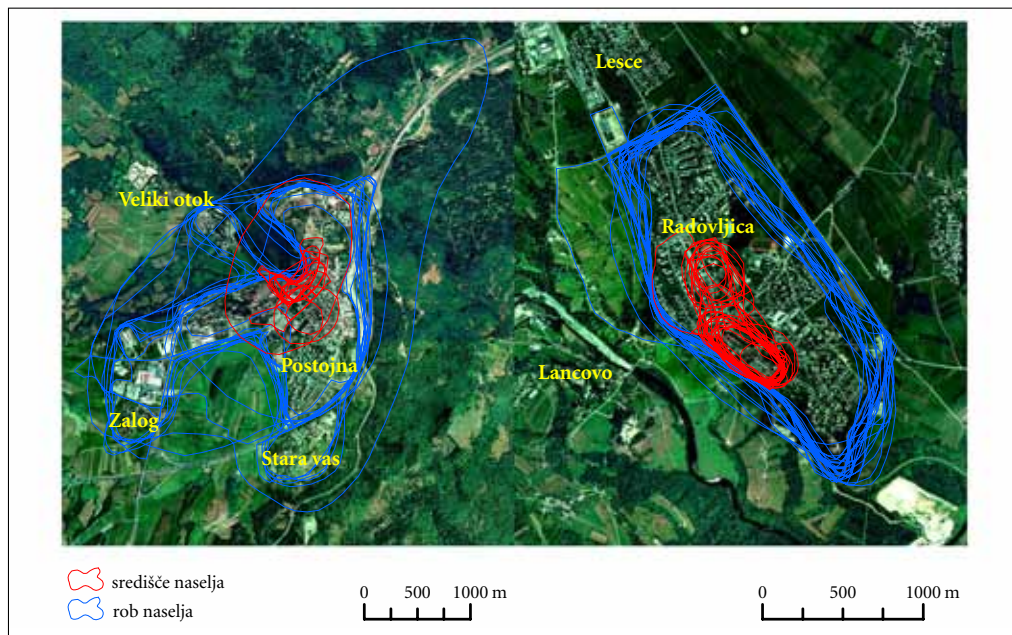 Lesce
Veliki otok
Radovljica
Postojna
Lancovo
Zalog
Stara vas
središče naselja
rob naselja
0 500 1000 m
0 500 1000 m